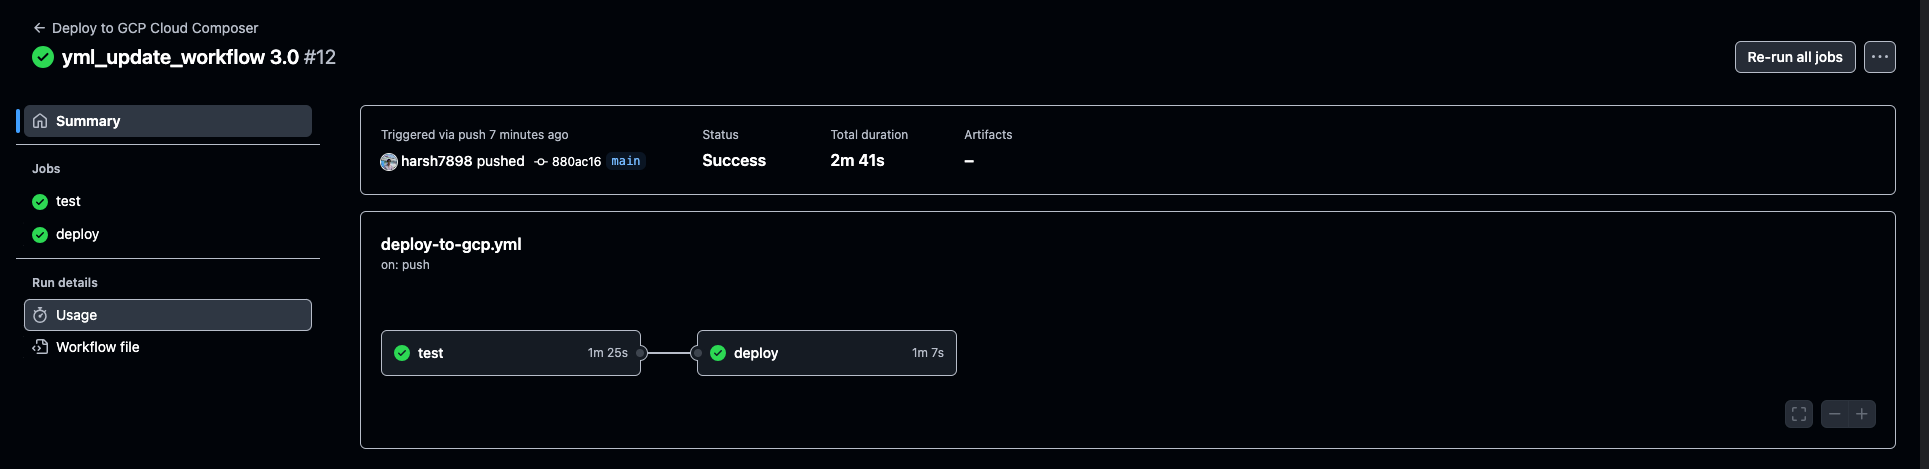 ← Deploy to GCP Cloud Composer
yml_update_workflow 3.0 #12
Re-run all jobs
Summary
Jobs
test
deploy
Run details
Usage
Workflow file
Triggered via push 7 minutes ago
harsh7898 pushed 880ac16 main
Status
Success
Total duration
2m 41s
Artifacts
–
deploy-to-gcp.yml
on: push
test 1m 25s
deploy 1m 7s